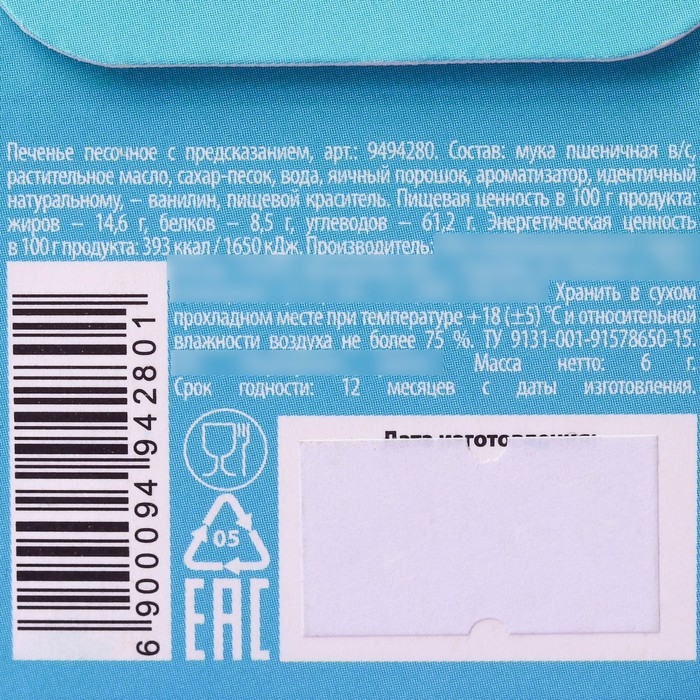 Печенье песочное с предсказанием, арт.: 9494280. Состав: мука пшеничная в/с,
растительное масло, сахар-песок, вода, яичный порошок, ароматизатор, идентичный
натуральному, – ванилин, пищевой краситель. Пищевая ценность в 100 г продукта:
жиров – 14,6 г, белков – 8,5 г, углеводов – 61,2 г. Энергетическая ценность
в 100 г продукта: 393 ккал / 1650 кДж. Производитель:
Хранить в сухом
прохладном месте при температуре +18 (±5) °С и относительной
влажности воздуха не более 75 %. ТУ 9131-001-91578650-15.
Масса нетто: 6 г.
Срок годности: 12 месяцев с даты изготовления.
6 900094 942801
Дата изготовления:
05
EAC